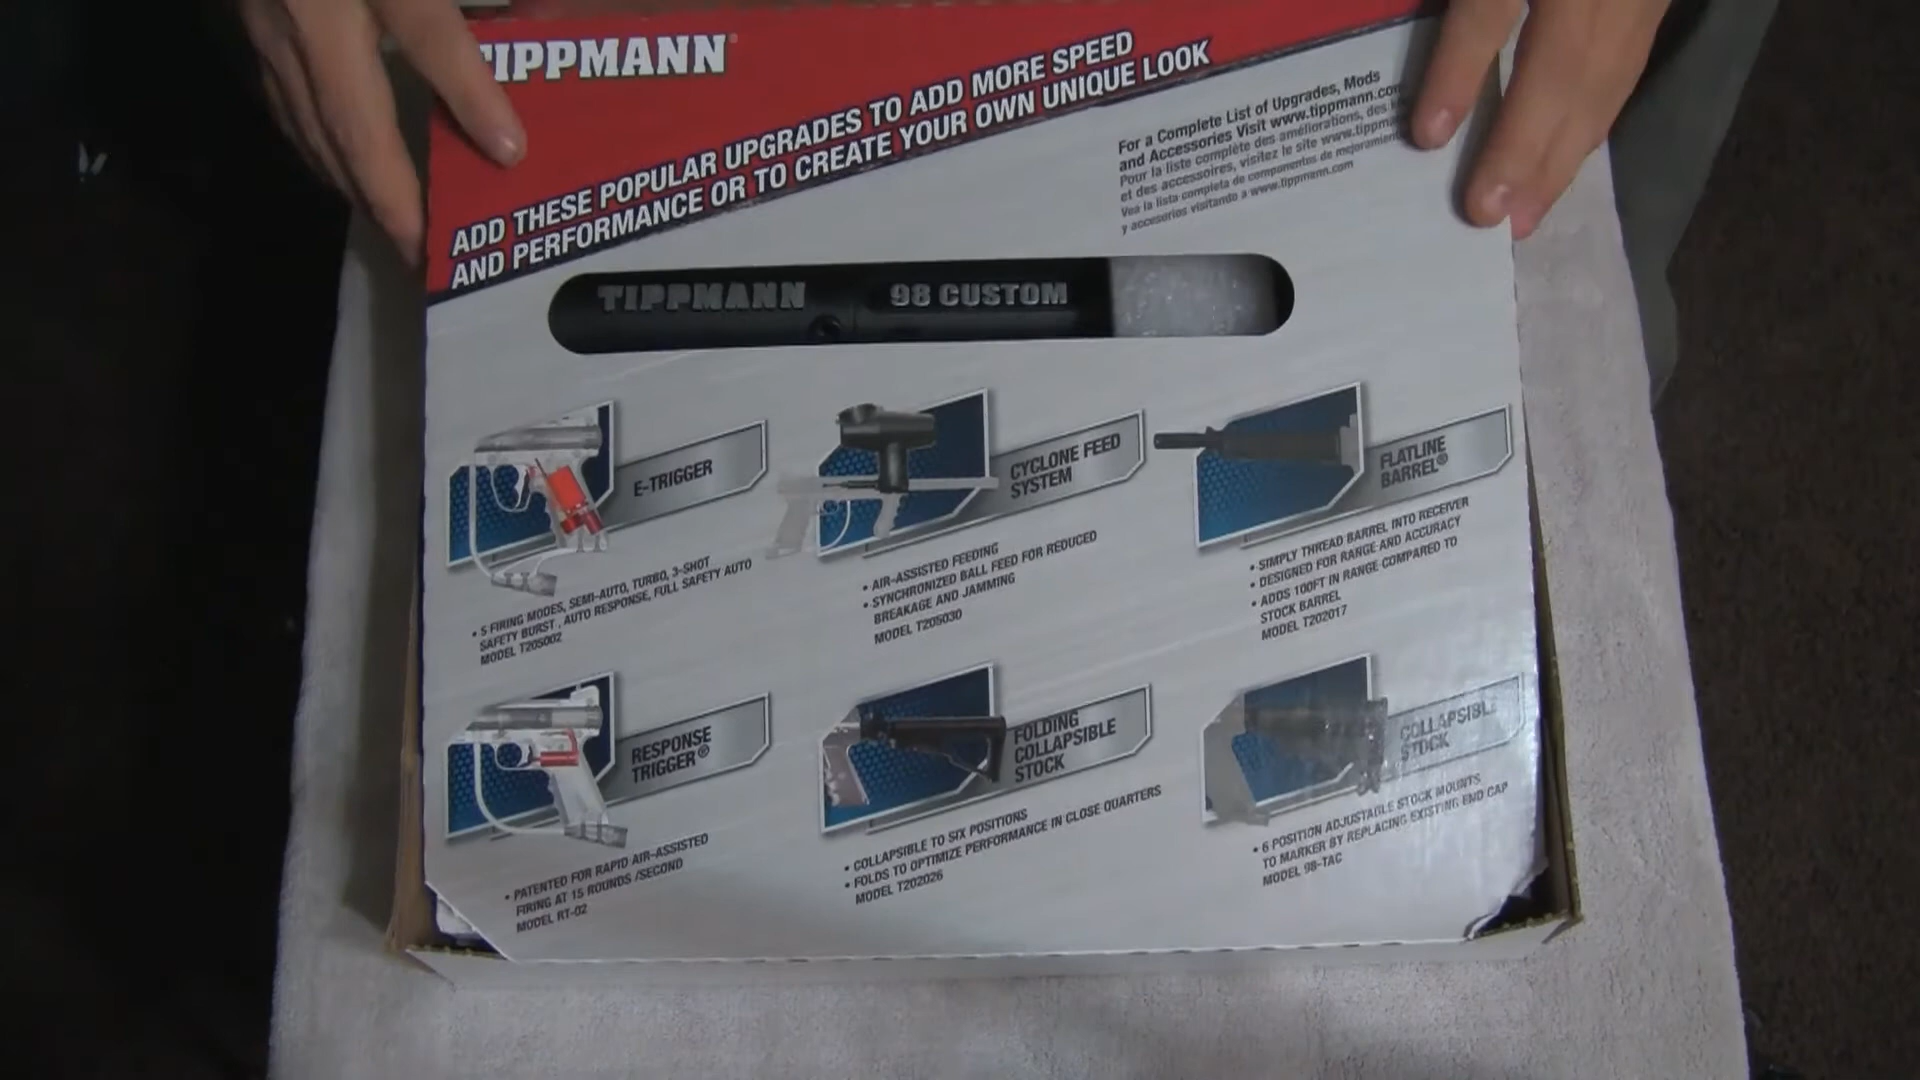 TIPPMANN
ADD THESE POPULAR UPGRADES TO ADD MORE SPEED
AND PERFORMANCE OR TO CREATE YOUR OWN UNIQUE LOOK
For a Complete List of Upgrades, Mods
and Accessories Visit www.tippmann.com
Pour la liste complète des améliorations, des
et des accessoires, visitez le site www.tippmann
Vea la lista completa de componentes de mejoramiento
y accesorios visitando a www.tippmann.com
TIPPMANN 98 CUSTOM
E-TRIGGER
• 5 FIRING MODES, SEMI-AUTO, TURBO, 3-SHOT
SAFETY BURST, AUTO RESPONSE, FULL SAFETY AUTO
MODEL T205002
CYCLONE FEED
SYSTEM
• AIR-ASSISTED FEEDING
• SYNCHRONIZED BALL FEED FOR REDUCED
BREAKAGE AND JAMMING
MODEL T205030
FLATLINE
BARREL®
• SIMPLY THREAD BARREL INTO RECEIVER
• DESIGNED FOR RANGE AND ACCURACY
• ADDS 100FT IN RANGE COMPARED TO
STOCK BARREL
MODEL T202017
RESPONSE
TRIGGER®
• PATENTED FOR RAPID AIR-ASSISTED
FIRING AT 15 ROUNDS /SECOND
MODEL RT-02
FOLDING
COLLAPSIBLE
STOCK
• COLLAPSIBLE TO SIX POSITIONS
• FOLDS TO OPTIMIZE PERFORMANCE IN CLOSE QUARTERS
MODEL T202026
COLLAPSIBLE
STOCK
• 6 POSITION ADJUSTABLE STOCK MOUNTS
TO MARKER BY REPLACING EXISTING END CAP
MODEL 98-TAC